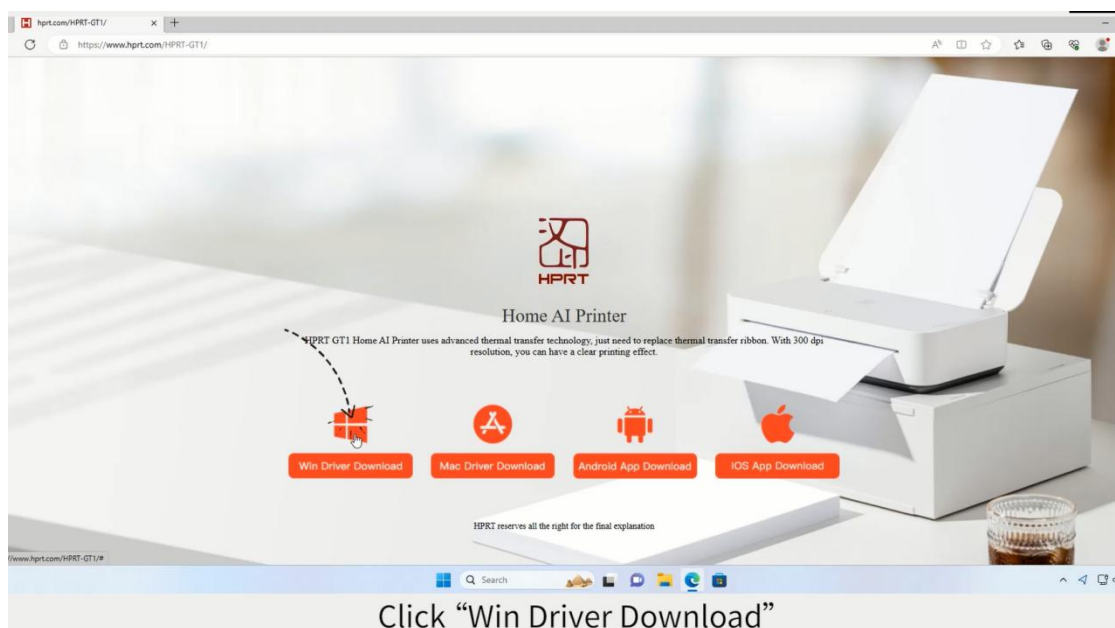 hprt.com/HPRT-GT1/
https://www.hprt.com/HPRT-GT1/
汉印
HPRT
Home AI Printer
HPRT GT1 Home AI Printer uses advanced thermal transfer technology, just need to replace thermal transfer ribbon. With 300 dpi
resolution, you can have a clear printing effect.
Win Driver Download
Mac Driver Download
Android App Download
IOS App Download
HPRT reserves all the right for the final explanation
//www.hprt.com/HPRT-GT1/#
Search
Click “Win Driver Download”